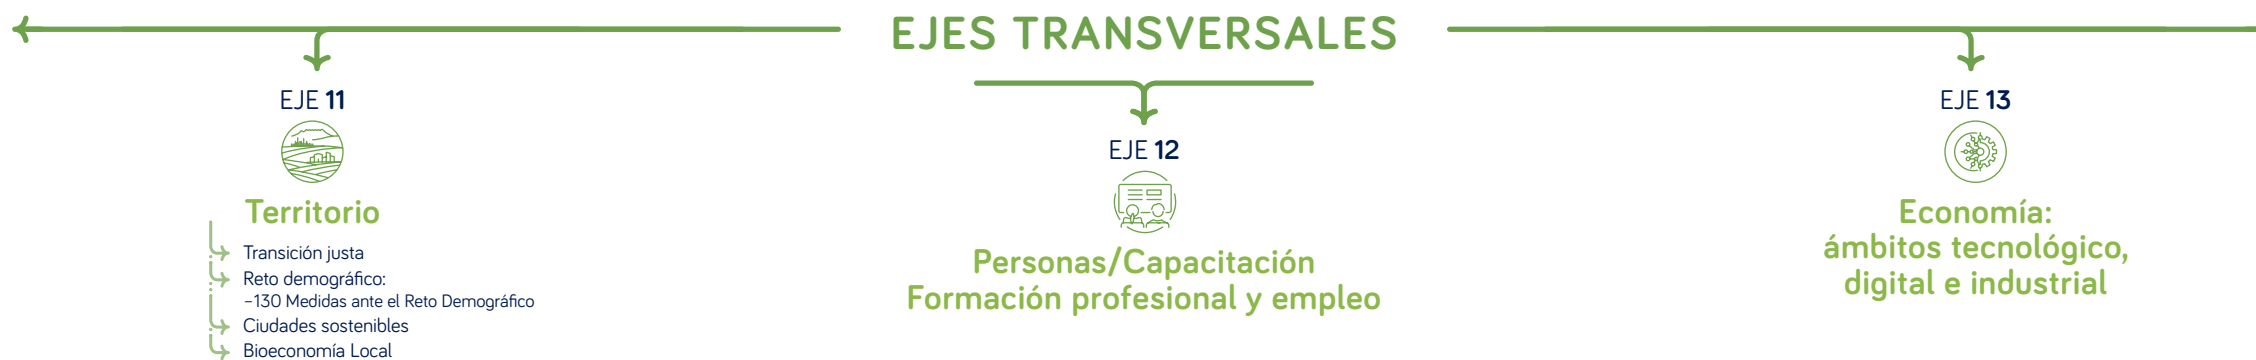 EJES TRANSVERSALES
EJE 11
Territorio
Transición justa
Reto demográfico:
–130 Medidas ante el Reto Demográfico
Ciudades sostenibles
Bioeconomía Local
EJE 12
Personas/Capacitación
Formación profesional y empleo
EJE 13
Economía:
ámbitos tecnológico,
digital e industrial